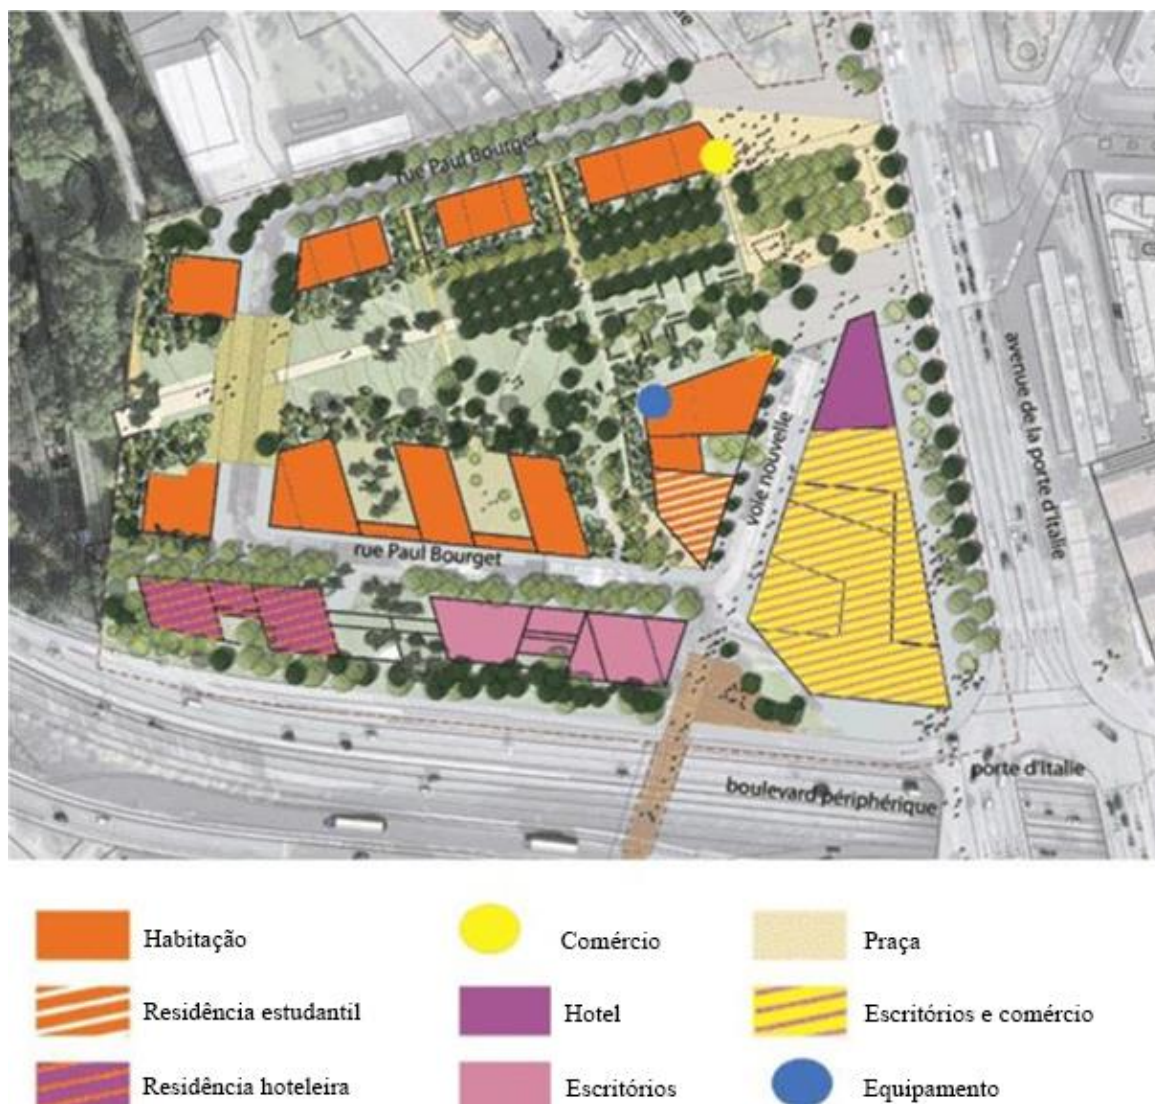 rue Paul Bourget
avenue de la porte d'Italie
voie nouvelle
rue Paul Bourget
porte d'Italie
boulevard périphérique
Habitação
Comércio
Praça
Residência estudantil
Hotel
Escritórios e comércio
Residência hoteleira
Escritórios
Equipamento